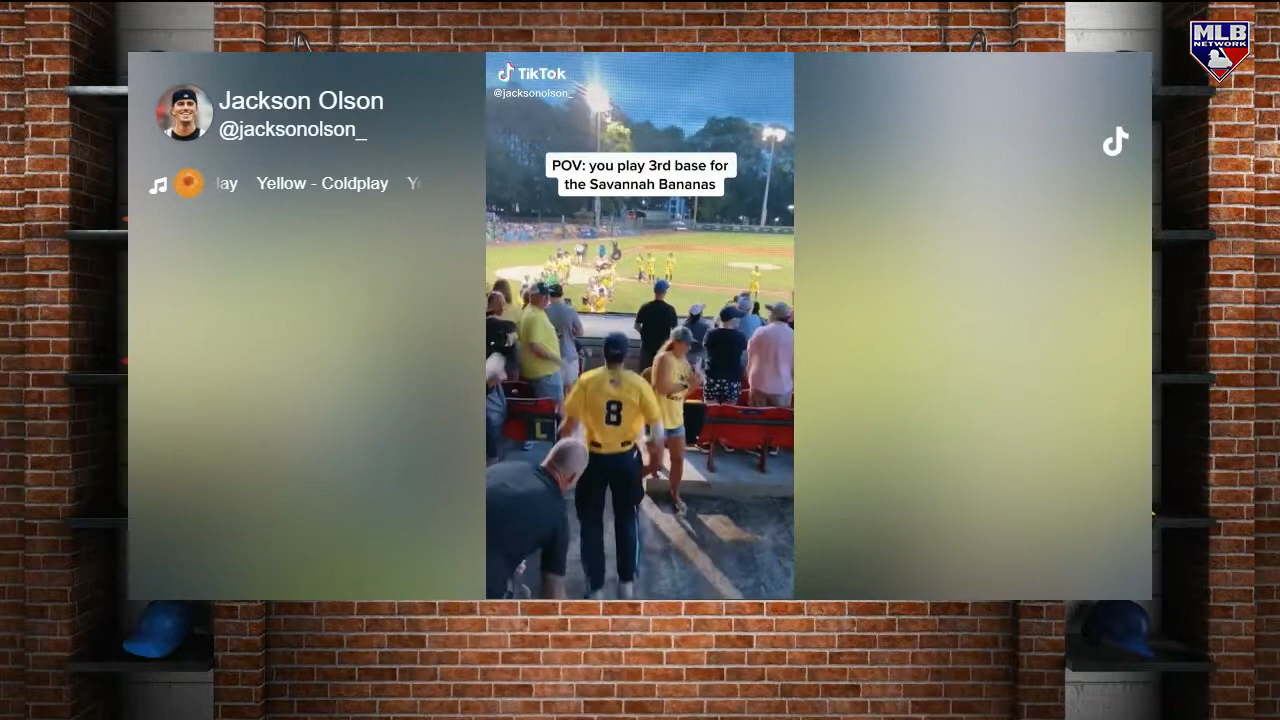 MLB
NETWORK
TikTok
@jacksonolson_
Jackson Olson
@jacksonolson_
lay Yellow - Coldplay Y
POV: you play 3rd base for
the Savannah Bananas
8
L